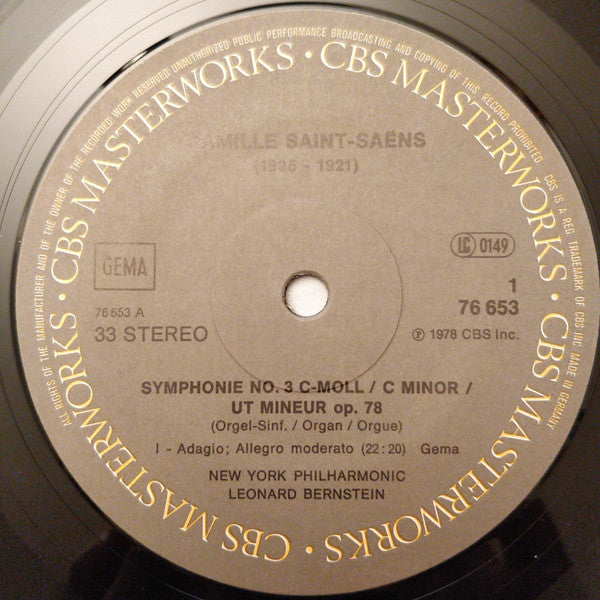 ALL RIGHTS OF THE MANUFACTURER AND OF THE OWNER OF THE RECORDED WORK RESERVED UNAUTHORIZED PUBLIC PERFORMANCE BROADCASTING AND COPYING OF THIS RECORD PROHIBITED. CBS IS A REG. TRADEMARK OF CBS INC. MADE IN GERMANY
CBS MASTERWORKS · CBS MASTERWORKS · CBS MASTERWORKS · CBS MASTERWORKS ·
CAMILLE SAINT-SAËNS
(1835 - 1921)
GEMA
LC 0149
1
76 653 A
76 653
33 STEREO
℗ 1978 CBS Inc.
SYMPHONIE NO. 3 C-MOLL / C MINOR /
UT MINEUR op. 78
(Orgel-Sinf. / Organ / Orgue)
I - Adagio; Allegro moderato (22:20) Gema
NEW YORK PHILHARMONIC
LEONARD BERNSTEIN